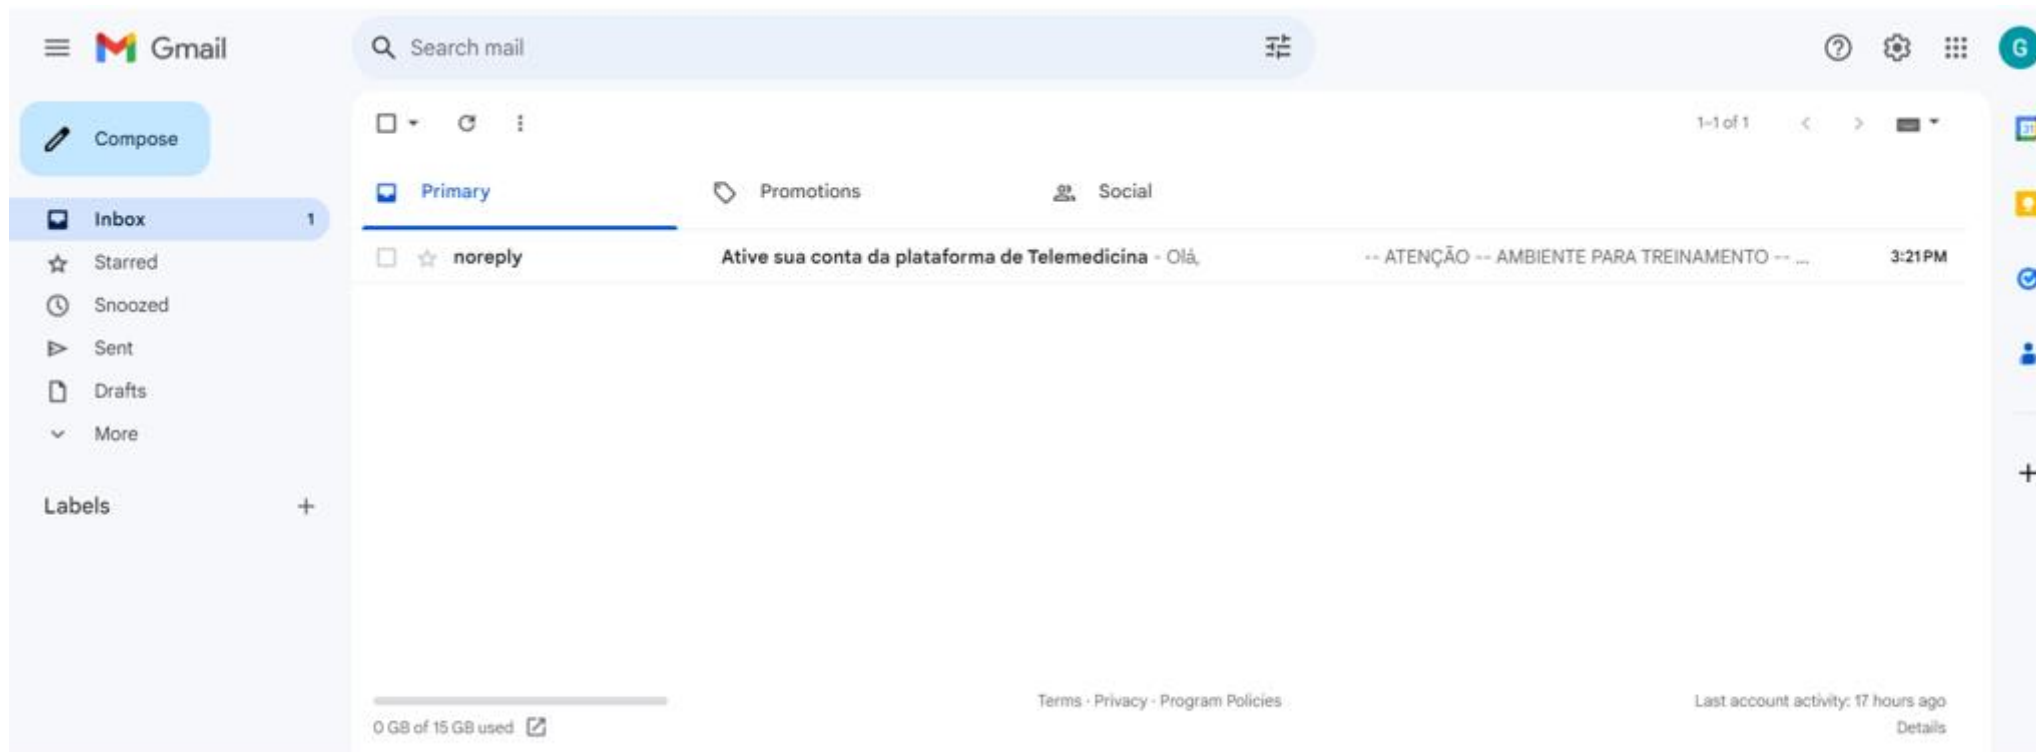 Gmail
Search mail
G
Compose
1–1 of 1
Primary
Promotions
Social
Inbox 1
noreply Ative sua conta da plataforma de Telemedicina - Olá, -- ATENÇÃO -- AMBIENTE PARA TREINAMENTO -- ... 3:21 PM
Starred
Snoozed
Sent
Drafts
More
Labels
Terms · Privacy · Program Policies
Last account activity: 17 hours ago
0 GB of 15 GB used
Details
31